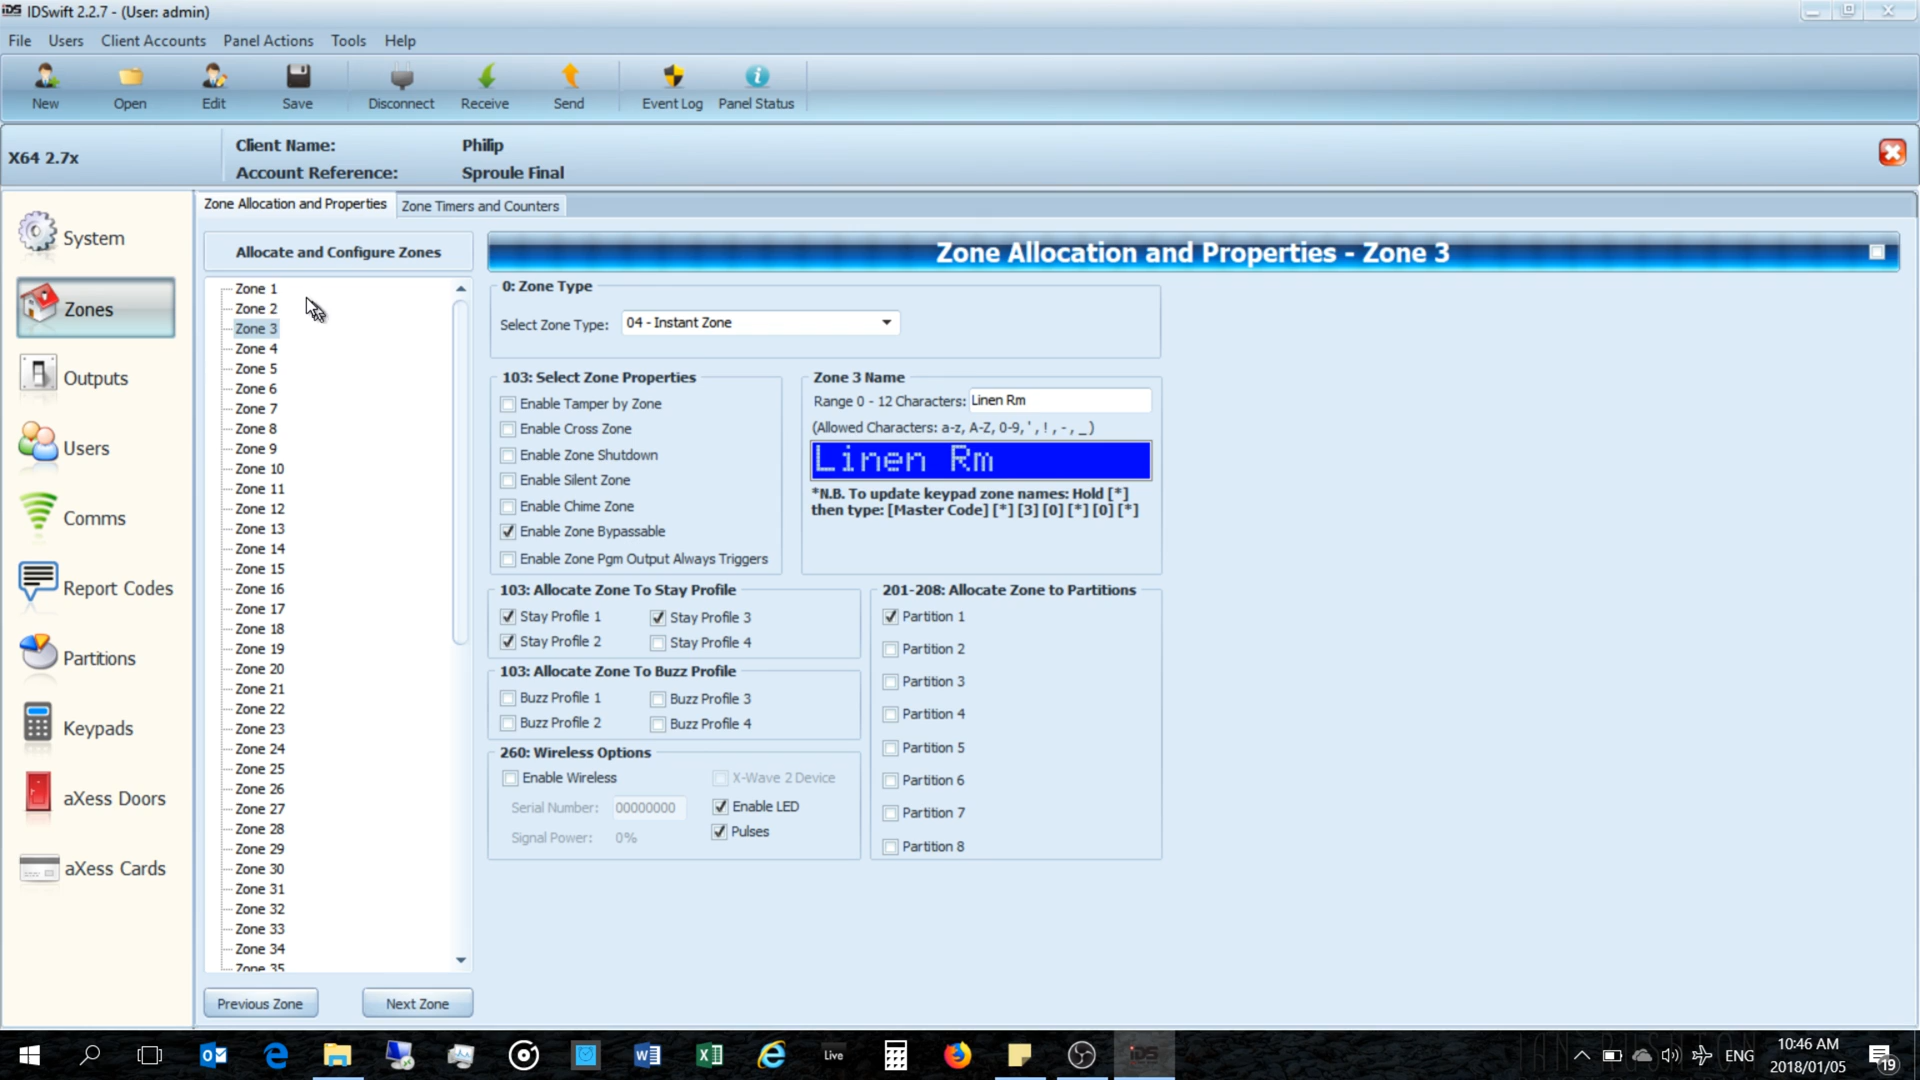 IDSwift 2.2.7 - (User: admin)
File Users Client Accounts Panel Actions Tools Help
New Open Edit Save Disconnect Receive Send Event Log Panel Status
X64 2.7x
Client Name: Philip
Account Reference: Sproule Final
System
Zones
Outputs
Users
Comms
Report Codes
Partitions
Keypads
aXess Doors
aXess Cards
Zone Allocation and Properties Zone Timers and Counters
Allocate and Configure Zones
Zone 1
Zone 2
Zone 3
Zone 4
Zone 5
Zone 6
Zone 7
Zone 8
Zone 9
Zone 10
Zone 11
Zone 12
Zone 13
Zone 14
Zone 15
Zone 16
Zone 17
Zone 18
Zone 19
Zone 20
Zone 21
Zone 22
Zone 23
Zone 24
Zone 25
Zone 26
Zone 27
Zone 28
Zone 29
Zone 30
Zone 31
Zone 32
Zone 33
Zone 34
Zone 35
Previous Zone Next Zone
Zone Allocation and Properties - Zone 3
0: Zone Type
Select Zone Type: 04 - Instant Zone
103: Select Zone Properties
Enable Tamper by Zone
Enable Cross Zone
Enable Zone Shutdown
Enable Silent Zone
Enable Chime Zone
Enable Zone Bypassable
Enable Zone Pgm Output Always Triggers
Zone 3 Name
Range 0 - 12 Characters: Linen Rm
(Allowed Characters: a-z, A-Z, 0-9, ' , ! , - , _ )
Linen Rm
*N.B. To update keypad zone names: Hold [*]
then type: [Master Code] [*] [3] [0] [*] [0] [*]
103: Allocate Zone To Stay Profile
Stay Profile 1 Stay Profile 3
Stay Profile 2 Stay Profile 4
103: Allocate Zone To Buzz Profile
Buzz Profile 1 Buzz Profile 3
Buzz Profile 2 Buzz Profile 4
260: Wireless Options
Enable Wireless X-Wave 2 Device
Serial Number: 00000000 Enable LED
Signal Power: 0% Pulses
201-208: Allocate Zone to Partitions
Partition 1
Partition 2
Partition 3
Partition 4
Partition 5
Partition 6
Partition 7
Partition 8
Live
iDS
ENG
10:46 AM
2018/01/05
19